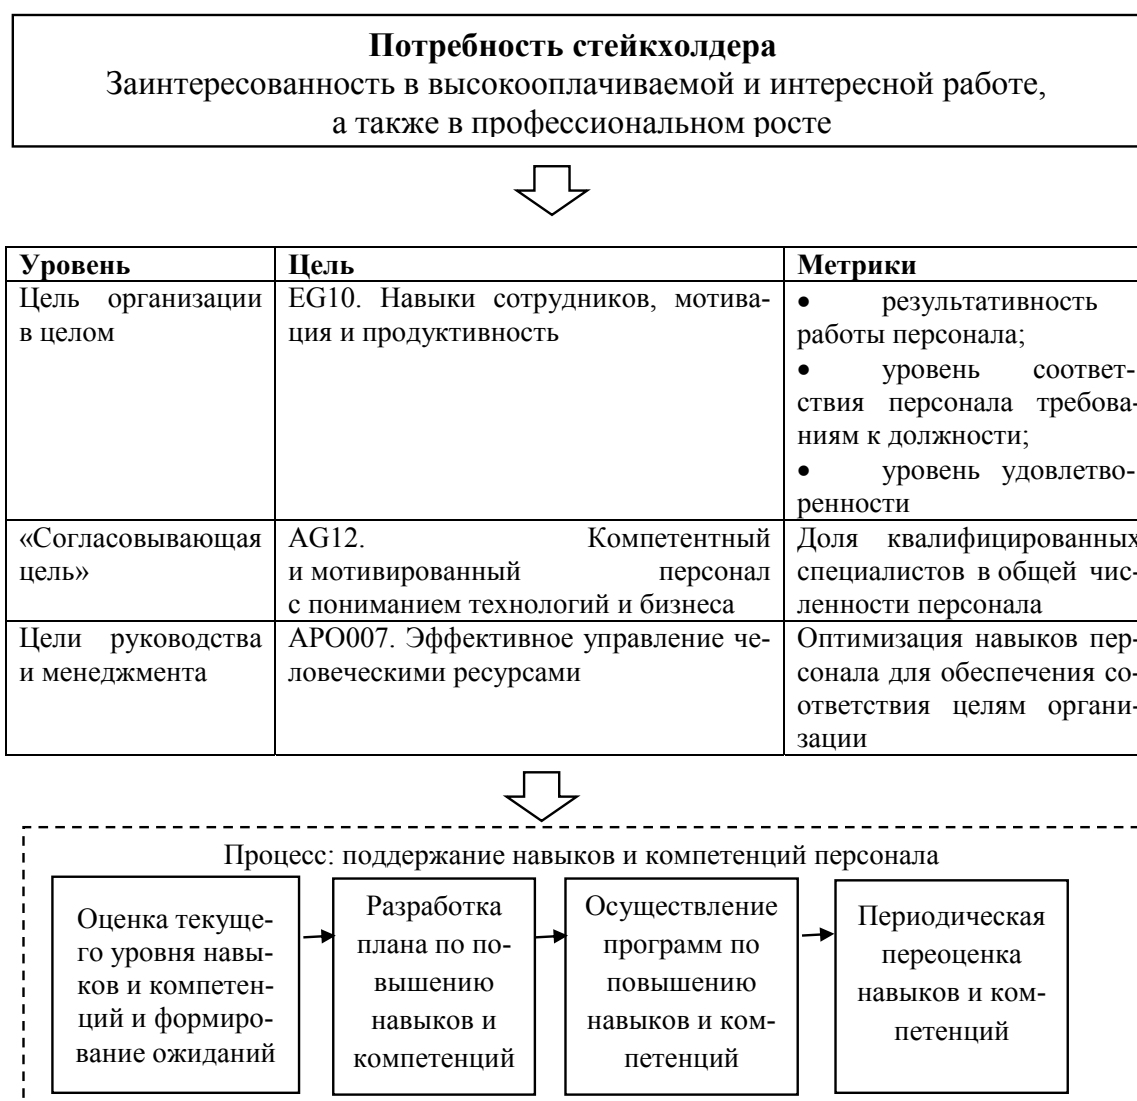 Потребность стейкхолдера
Заинтересованность в высокооплачиваемой и интересной работе,
а также в профессиональном росте
Уровень
Цель
Метрики
Цель организации
в целом
EG10. Навыки сотрудников, мотива-
ция и продуктивность
• результативность
работы персонала;
• уровень соответ-
ствия персонала требова-
ниям к должности;
• уровень удовлетво-
ренности
«Согласовывающая
цель»
AG12. Компетентный
и мотивированный персонал
с пониманием технологий и бизнеса
Доля квалифицированных
специалистов в общей чис-
ленности персонала
Цели руководства
и менеджмента
APO007. Эффективное управление че-
ловеческими ресурсами
Оптимизация навыков пер-
сонала для обеспечения со-
ответствия целям органи-
зации
Процесс: поддержание навыков и компетенций персонала
Оценка текуще-
го уровня навы-
ков и компетен-
ций и формиро-
вание ожиданий
Разработка
плана по по-
вышению
навыков и
компетенций
Осуществление
программ по
повышению
навыков и ком-
петенций
Периодическая
переоценка
навыков и ком-
петенций